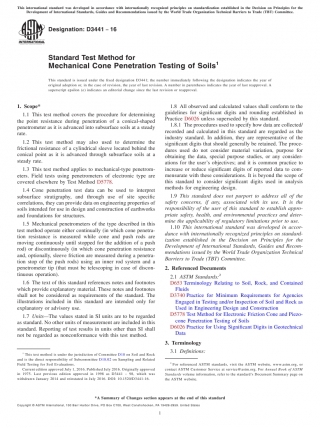 This international standard was developed in accordance with internationally recognized principles on standardization established in the Decision on Principles for the
Development of International Standards, Guides and Recommendations issued by the World Trade Organization Technical Barriers to Trade (TBT) Committee.
Designation: D3441 − 16
Standard Test Method for
Mechanical Cone Penetration Testing of Soils1
This standard is issued under the fixed designation D3441; the number immediately following the designation indicates the year of
original adoption or, in the case of revision, the year of last revision. A number in parentheses indicates the year of last reapproval. A
superscript epsilon (ε) indicates an editorial change since the last revision or reapproval.
1. Scope*
1.1 This test method covers the procedure for determining
the point resistance during penetration of a conical-shaped
penetrometer as it is advanced into subsurface soils at a steady
rate.
1.2 This test method may also used to determine the
frictional resistance of a cylindrical sleeve located behind the
conical point as it is advanced through subsurface soils at a
steady rate.
1.3 This test method applies to mechanical-type penetrom-
eters. Field tests using penetrometers of electronic type are
covered elsewhere by Test Method D5778.
1.4 Cone penetration test data can be used to interpret
subsurface stratigraphy, and through use of site specific
correlations, they can provide data on engineering properties of
soils intended for use in design and construction of earthworks
and foundations for structures.
1.5 Mechanical penetrometers of the type described in this
test method operate either continually (in which cone penetra-
tion resistance is measured while cone and push rods are
moving continuously until stopped for the addition of a push
rod) or discontinuously (in which cone penetration resistance
and, optionally, sleeve friction are measured during a penetra-
tion stop of the push rods) using an inner rod system and a
penetrometer tip (that must be telescoping in case of discon-
tinuous operation).
1.6 The text of this standard references notes and footnotes
which provide explanatory material. These notes and footnotes
shall not be considered as requirements of the standard. The
illustrations included in this standard are intended only for
explanatory or advisory use.
1.7 Units—The values stated in SI units are to be regarded
as standard. No other units of measurement are included in this
standard. Reporting of test results in units other than SI shall
not be regarded as nonconformance with this test method.
1 This test method is under the jurisdiction of Committee D18 on Soil and Rock
and is the direct responsibility of Subcommittee D18.02 on Sampling and Related
Field Testing for Soil Evaluations.
Current edition approved July 1, 2016. Published July 2016. Originally approved
in 1975. Last previous edition approved in 1998 as D3441 – 98, which was
withdrawn January 2014 and reinstated in July 2016. DOI: 10.1520/D3441-16.
1.8 All observed and calculated values shall conform to the
guidelines for significant digits and rounding established in
Practice D6026 unless superseded by this standard.
1.8.1 The procedures used to specify how data are collected/
recorded and calculated in this standard are regarded as the
industry standard. In addition, they are representative of the
significant digits that should generally be retained. The proce-
dures used do not consider material variation, purpose for
obtaining the data, special purpose studies, or any consider-
ations for the user's objectives; and it is common practice to
increase or reduce significant digits of reported data to com-
mensurate with these considerations. It is beyond the scope of
this standard to consider significant digits used in analysis
methods for engineering design.
1.9 This standard does not purport to address all of the
safety concerns, if any, associated with its use. It is the
responsibility of the user of this standard to establish appro-
priate safety, health, and environmental practices and deter-
mine the applicability of regulatory limitations prior to use.
1.10 This international standard was developed in accor-
dance with internationally recognized principles on standard-
ization established in the Decision on Principles for the
Development of International Standards, Guides and Recom-
mendations issued by the World Trade Organization Technical
Barriers to Trade (TBT) Committee.
2. Referenced Documents
2.1 ASTM Standards:2
D653 Terminology Relating to Soil, Rock, and Contained
Fluids
D3740 Practice for Minimum Requirements for Agencies
Engaged in Testing and/or Inspection of Soil and Rock as
Used in Engineering Design and Construction
D5778 Test Method for Electronic Friction Cone and Piezo-
cone Penetration Testing of Soils
D6026 Practice for Using Significant Digits in Geotechnical
Data
3. Terminology
3.1 Definitions:
2 For referenced ASTM standards, visit the ASTM website, www.astm.org, or
contact ASTM Customer Service at service@astm.org. For Annual Book of ASTM
Standards volume information, refer to the standard's Document Summary page on
the ASTM website.
*A Summary of Changes section appears at the end of this standard
Copyright © ASTM International, 100 Barr Harbor Drive, PO Box C700, West Conshohocken, PA 19428-2959. United States
1